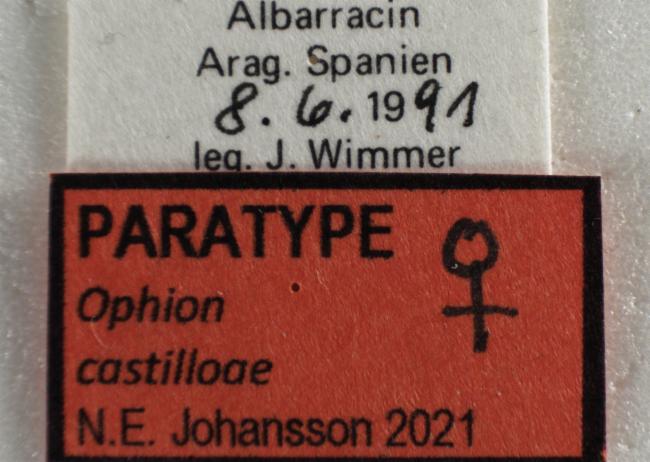 Albarracin
Arag. Spanien
8.6.1991
leg. J. Wimmer
PARATYPE ♀
Ophion
castilloae
N.E. Johansson 2021